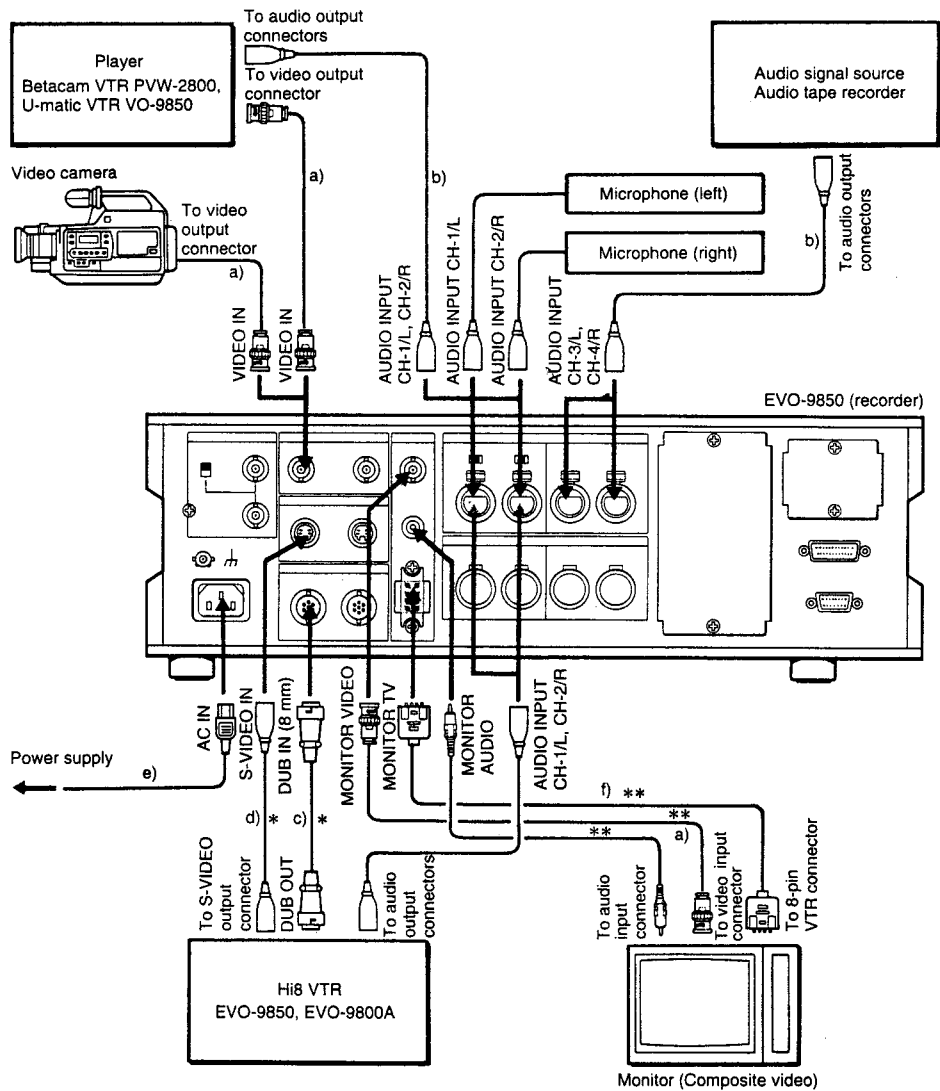 To audio output
connectors
Player
Betacam VTR PVW-2800,
U-matic VTR VO-9850
To video output
connector
Audio signal source
Audio tape recorder
Video camera
To video
output
connector
a)
a)
b)
Microphone (left)
Microphone (right)
b)
To audio output
connectors
VIDEO IN
VIDEO IN
AUDIO INPUT
CH-1/L, CH-2/R
AUDIO INPUT CH-1/L
AUDIO INPUT CH-2/R
AUDIO INPUT
CH-3/L,
CH-4/R
EVO-9850 (recorder)
AC IN
S-VIDEO IN
DUB IN (8 mm)
MONITOR VIDEO
MONITOR TV
MONITOR
AUDIO
AUDIO INPUT
CH-1/L, CH-2/R
Power supply
e)
d) *
c) *
f) **
**
a)
**
To S-VIDEO
output
connector
DUB OUT
To audio
output
connectors
To audio
input
connector
To video input
connector
To 8-pin
VTR connector
Hi8 VTR
EVO-9850, EVO-9800A
Monitor (Composite video)